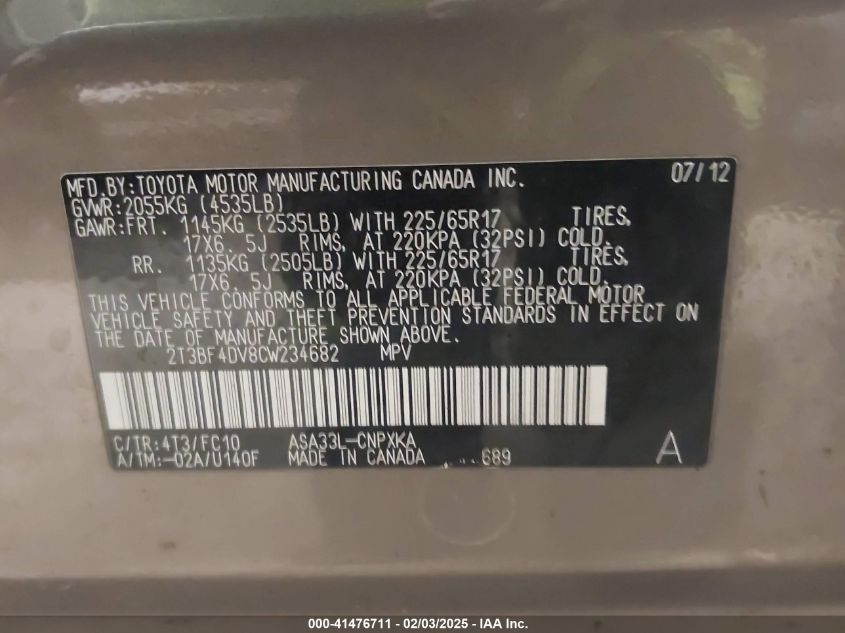 MFD.BY:TOYOTA MOTOR MANUFACTURING CANADA INC. 07/12
GVWR:2055KG (4535LB)
GAWR:FRT. 1145KG (2535LB) WITH 225/65R17 TIRES,
17X6. 5J RIMS, AT 220KPA (32PSI) COLD.
RR. 1135KG (2505LB) WITH 225/65R17 TIRES,
17X6. 5J RIMS, AT 220KPA (32PSI) COLD.
THIS VEHICLE CONFORMS TO ALL APPLICABLE FEDERAL MOTOR
VEHICLE SAFETY AND THEFT PREVENTION STANDARDS IN EFFECT ON
THE DATE OF MANUFACTURE SHOWN ABOVE.
2T3BF4DV8CW234682 MPV
C/TR:4T3/FC10 ASA33L-CNPXKA
A/TM:-02A/U140F MADE IN CANADA 689 A
000-41476711 - 02/03/2025 - IAA Inc.